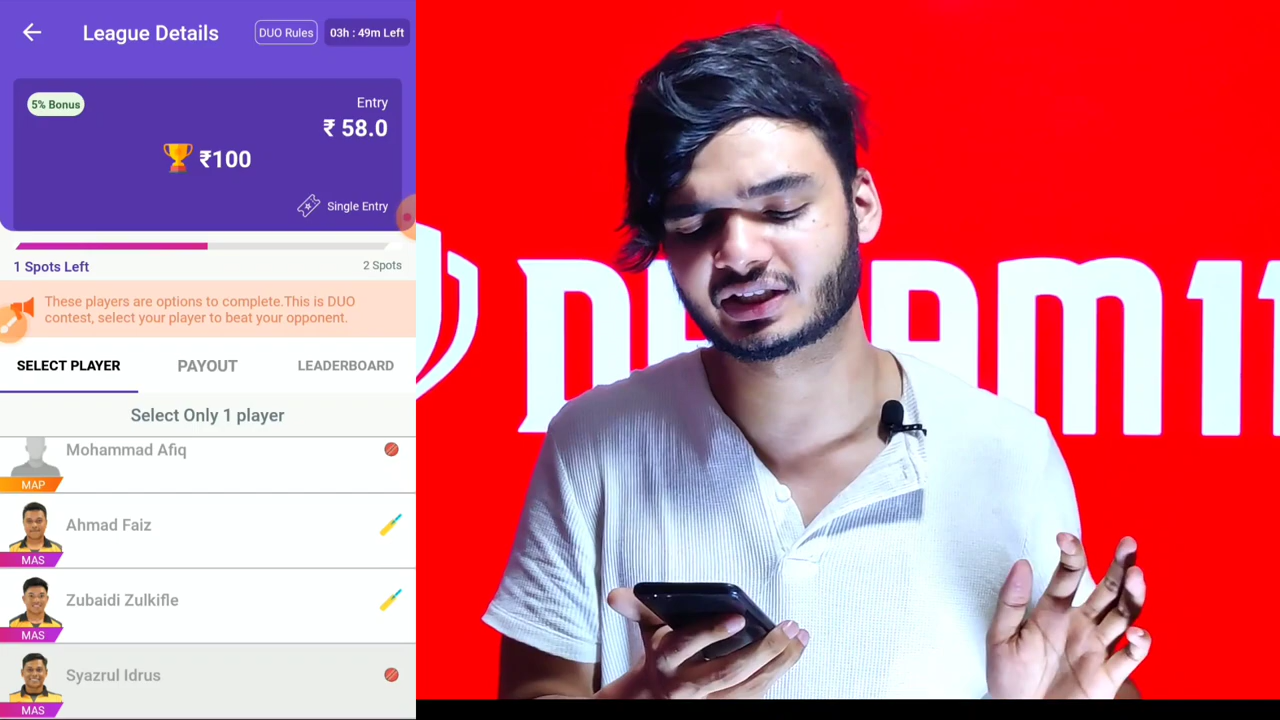 League Details
DUO Rules
03h : 49m Left
5% Bonus
Entry
₹ 58.0
₹100
Single Entry
1 Spots Left
2 Spots
These players are options to complete.This is DUO
contest, select your player to beat your opponent.
SELECT PLAYER
PAYOUT
LEADERBOARD
Select Only 1 player
Mohammad Afiq
MAP
Ahmad Faiz
MAS
Zubaidi Zulkifle
MAS
Syazrul Idrus
MAS